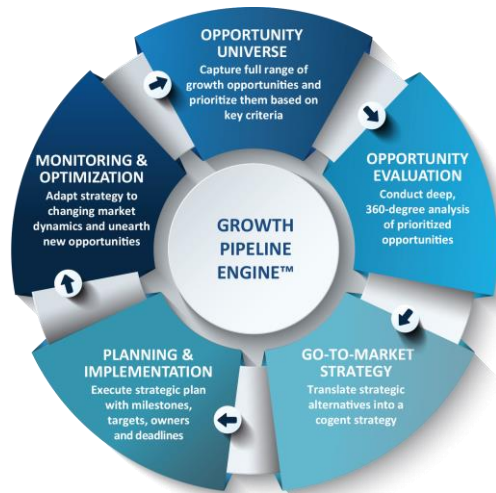 OPPORTUNITY
UNIVERSE
Capture full range of
growth opportunities and
prioritize them based on
key criteria
OPPORTUNITY
EVALUATION
Conduct deep,
360-degree analysis
of prioritized
opportunities
GO-TO-MARKET
STRATEGY
Translate strategic
alternatives into a
cogent strategy
PLANNING &
IMPLEMENTATION
Execute strategic plan
with milestones,
targets, owners
and deadlines
MONITORING &
OPTIMIZATION
Adapt strategy to
changing market
dynamics and unearth
new opportunities
GROWTH
PIPELINE
ENGINE™